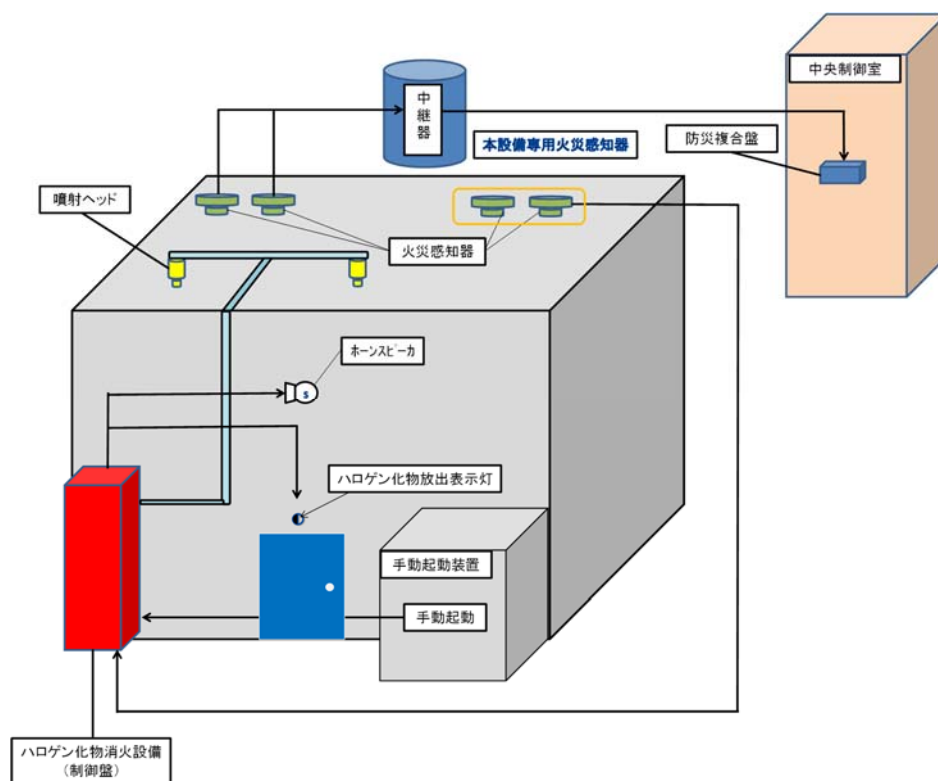 中央制御室
中継器
本設備専用火災感知器
防災複合盤
噴射ヘッド
火災感知器
ホーンスピーカ
S
ハロゲン化物放出表示灯
手動起動装置
手動起動
ハロゲン化物消火設備
(制御盤)